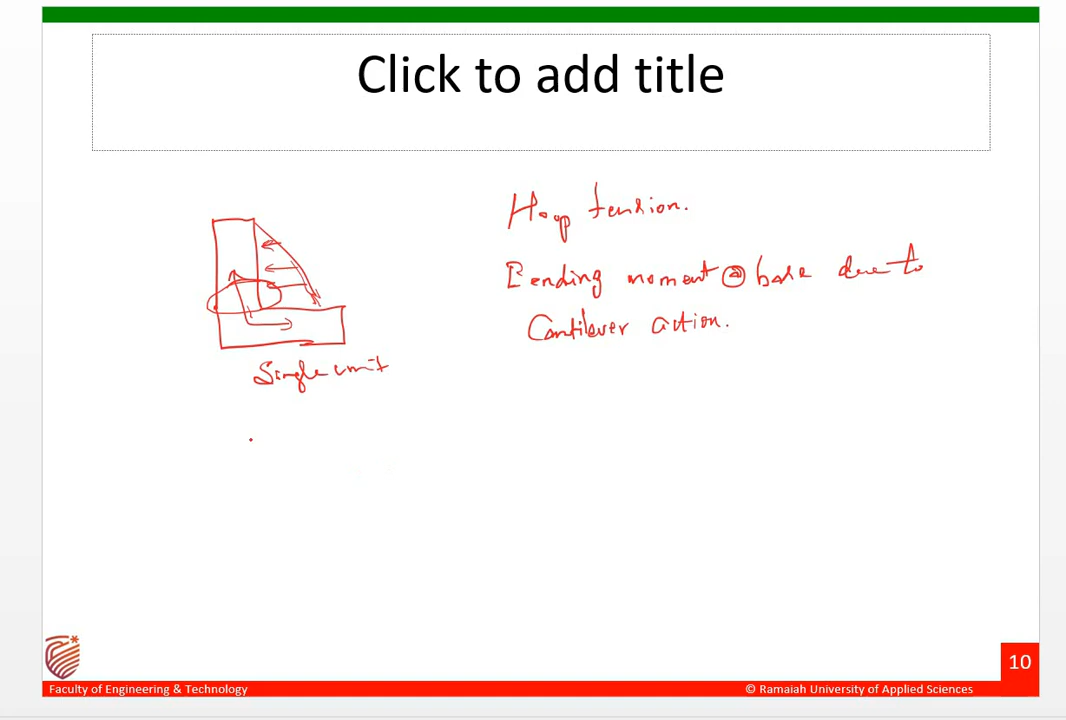 Click to add title
Hoop tension.
Bending moment @ base due to
Cantilever action.
Single unit
10
Faculty of Engineering & Technology
© Ramaiah University of Applied Sciences